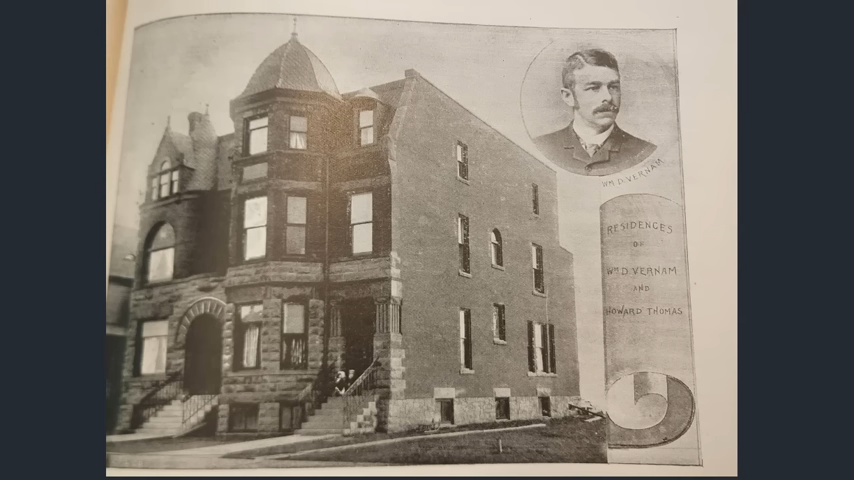 WM D. VERNAM
RESIDENCES
OF
WM D. VERNAM
AND
HOWARD THOMAS